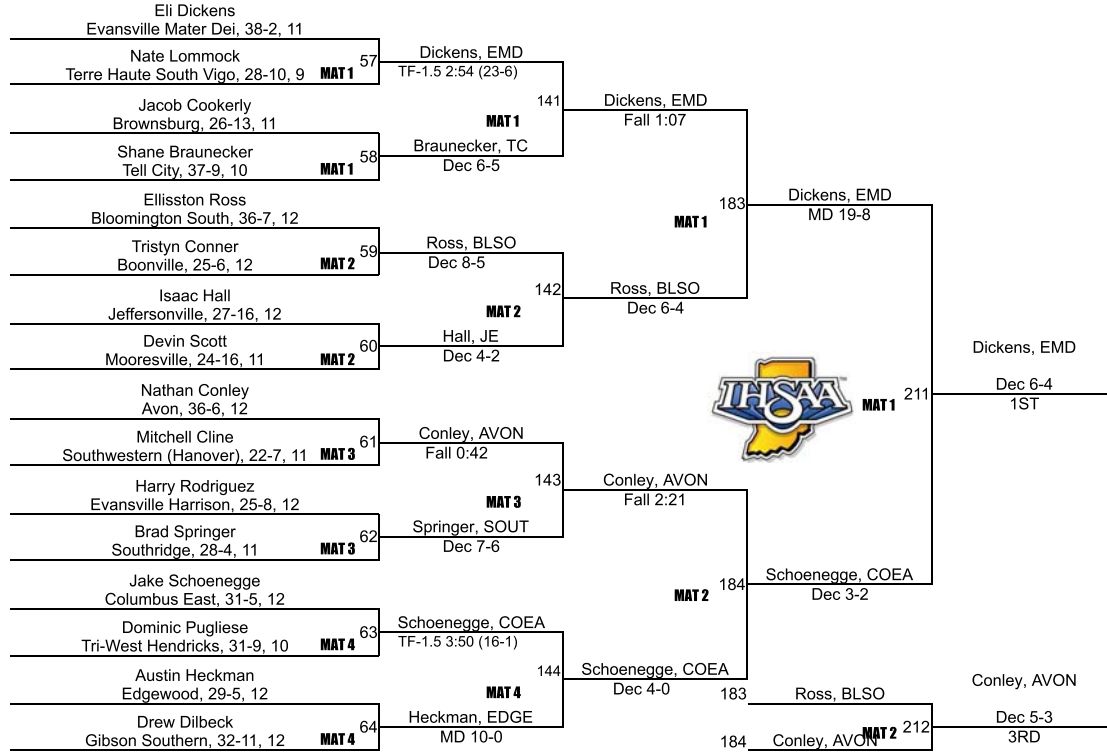 Eli Dickens
Evansville Mater Dei, 38-2, 11
Nate Lommock
Terre Haute South Vigo, 28-10, 9
MAT 1
57
Dickens, EMD
TF-1.5 2:54 (23-6)
Jacob Cookerly
Brownsburg, 26-13, 11
141
MAT 1
Dickens, EMD
Fall 1:07
Shane Braunecker
Tell City, 37-9, 10
MAT 1
58
Braunecker, TC
Dec 6-5
Ellisston Ross
Bloomington South, 36-7, 12
183
MAT 1
Dickens, EMD
MD 19-8
Tristyn Conner
Boonville, 25-6, 12
MAT 2
59
Ross, BLSO
Dec 8-5
Isaac Hall
Jeffersonville, 27-16, 12
142
MAT 2
Ross, BLSO
Dec 6-4
Devin Scott
Mooresville, 24-16, 11
MAT 2
60
Hall, JE
Dec 4-2
Nathan Conley
Avon, 36-6, 12
IHSAA
MAT 1
211
Dickens, EMD
Dec 6-4
1ST
Mitchell Cline
Southwestern (Hanover), 22-7, 11
MAT 3
61
Conley, AVON
Fall 0:42
Harry Rodriguez
Evansville Harrison, 25-8, 12
143
MAT 3
Conley, AVON
Fall 2:21
Brad Springer
Southridge, 28-4, 11
MAT 3
62
Springer, SOUT
Dec 7-6
Jake Schoenegge
Columbus East, 31-5, 12
184
MAT 2
Schoenegge, COEA
Dec 3-2
Dominic Pugliese
Tri-West Hendricks, 31-9, 10
MAT 4
63
Schoenegge, COEA
TF-1.5 3:50 (16-1)
Austin Heckman
Edgewood, 29-5, 12
144
MAT 4
Schoenegge, COEA
Dec 4-0
Drew Dilbeck
Gibson Southern, 32-11, 12
MAT 4
64
Heckman, EDGE
MD 10-0
183
Ross, BLSO
184
Conley, AVON
MAT 2
212
Conley, AVON
Dec 5-3
3RD